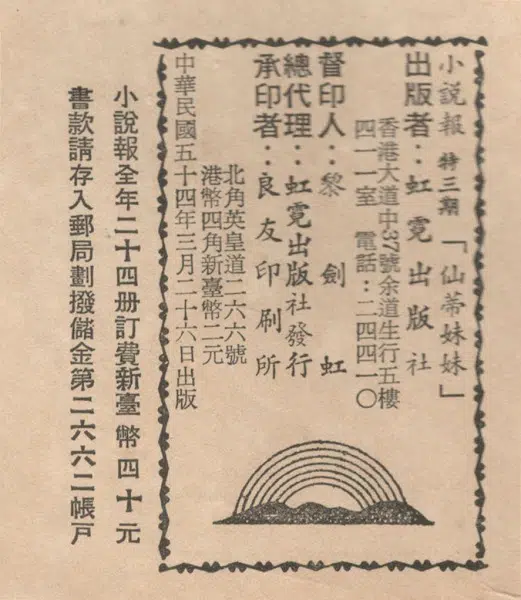 小說報 特三期 「仙蒂妹妹」
出版者：虹霓出版社
香港大道中37號余道生行五樓
四一一室 電話：二四四一〇
督印人：黎劍虹
總代理：虹霓出版社發行
承印者：良友印刷所
北角英皇道二六六號
港幣四角新臺幣二元
中華民國五十四年三月二十六日出版
小說報全年二十四册訂費新臺幣四十元
書款請存入郵局劃撥儲金第二六六二帳戶